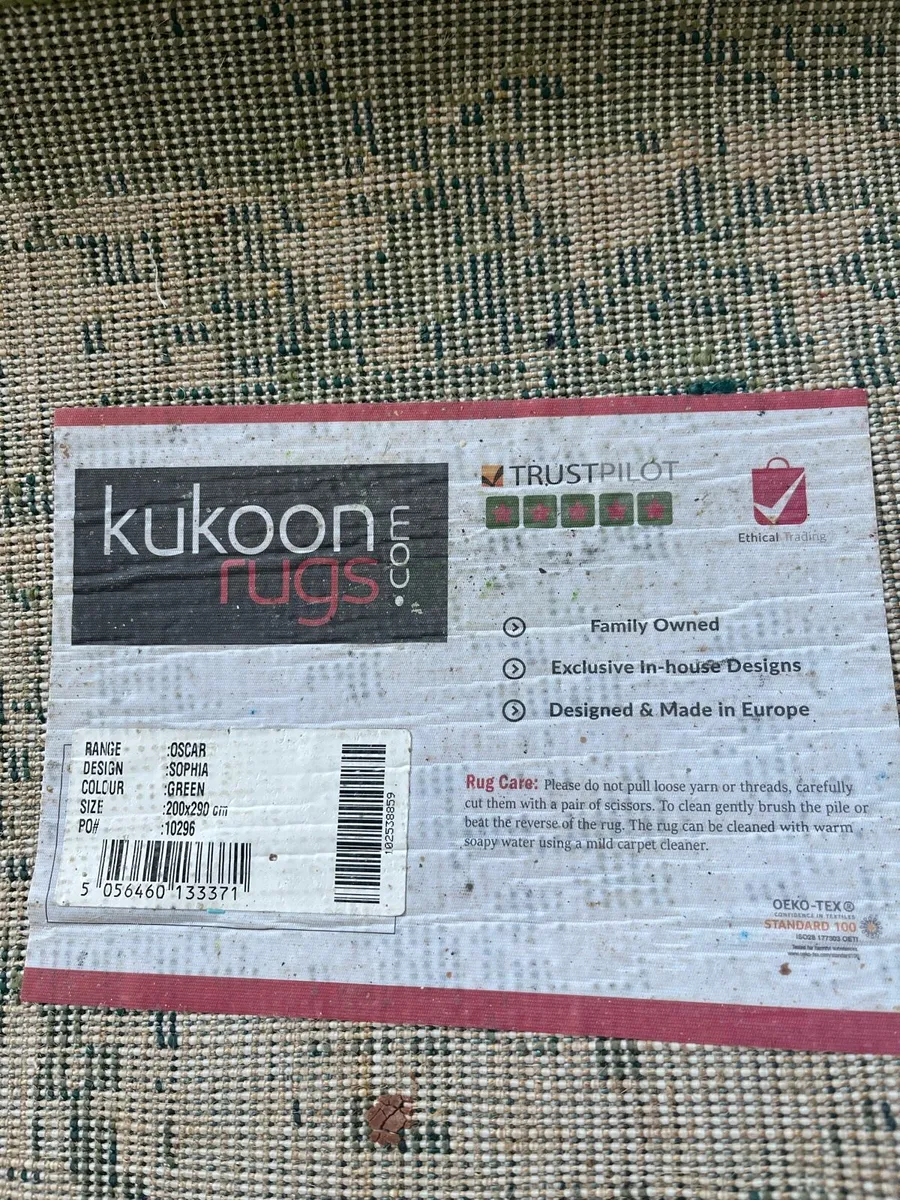 kukoon
rugs
.com
TRUSTPILOT
Ethical Trading
Family Owned
Exclusive In-house Designs
Designed & Made in Europe
RANGE :OSCAR
DESIGN :SOPHIA
COLOUR :GREEN
SIZE :200x290 cm
PO# :10296
5 056460 133371
102538859
Rug Care: Please do not pull loose yarn or threads, carefully
cut them with a pair of scissors. To clean gently brush the pile or
beat the reverse of the rug. The rug can be cleaned with warm
soapy water using a mild carpet cleaner.
OEKO-TEX®
CONFIDENCE IN TEXTILES
STANDARD 100